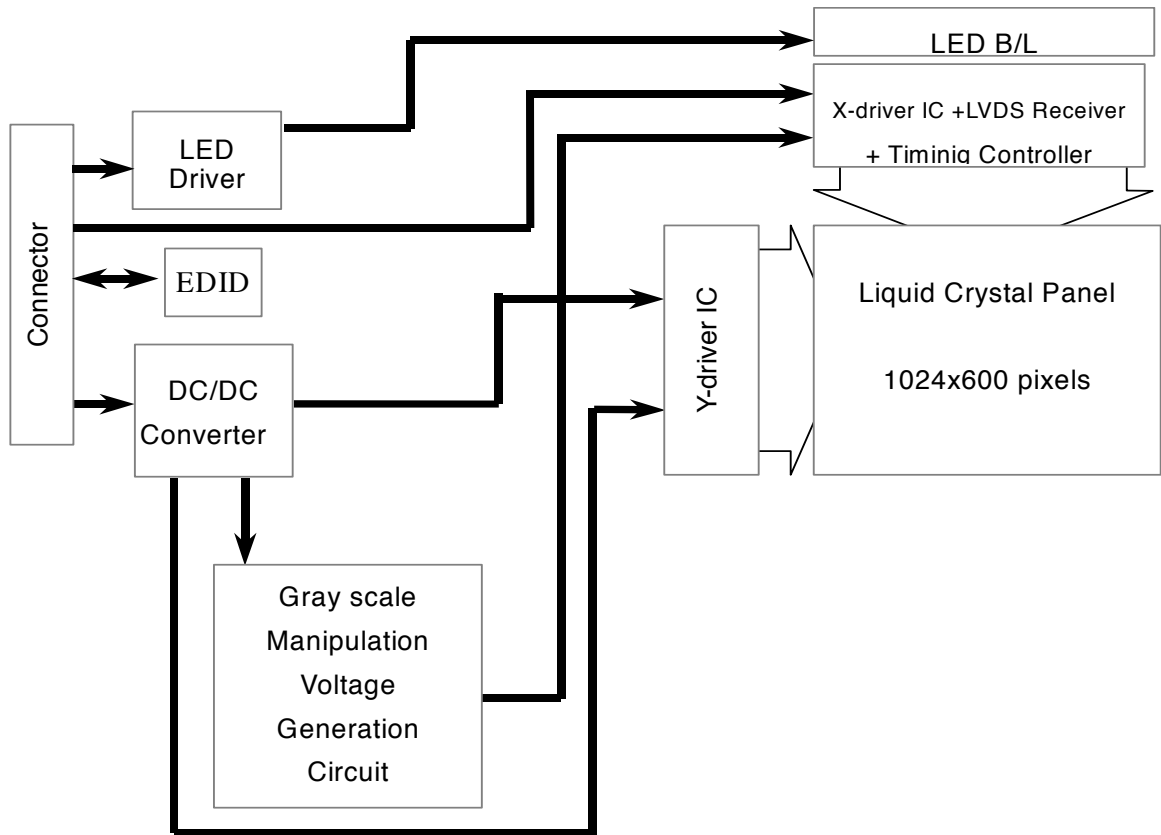 LED B/L
X-driver IC +LVDS Receiver
+ Timiniq Controller
LED
Driver
Connector
EDID
DC/DC
Converter
Y-driver IC
Liquid Crystal Panel
1024x600 pixels
Gray scale
Manipulation
Voltage
Generation
Circuit